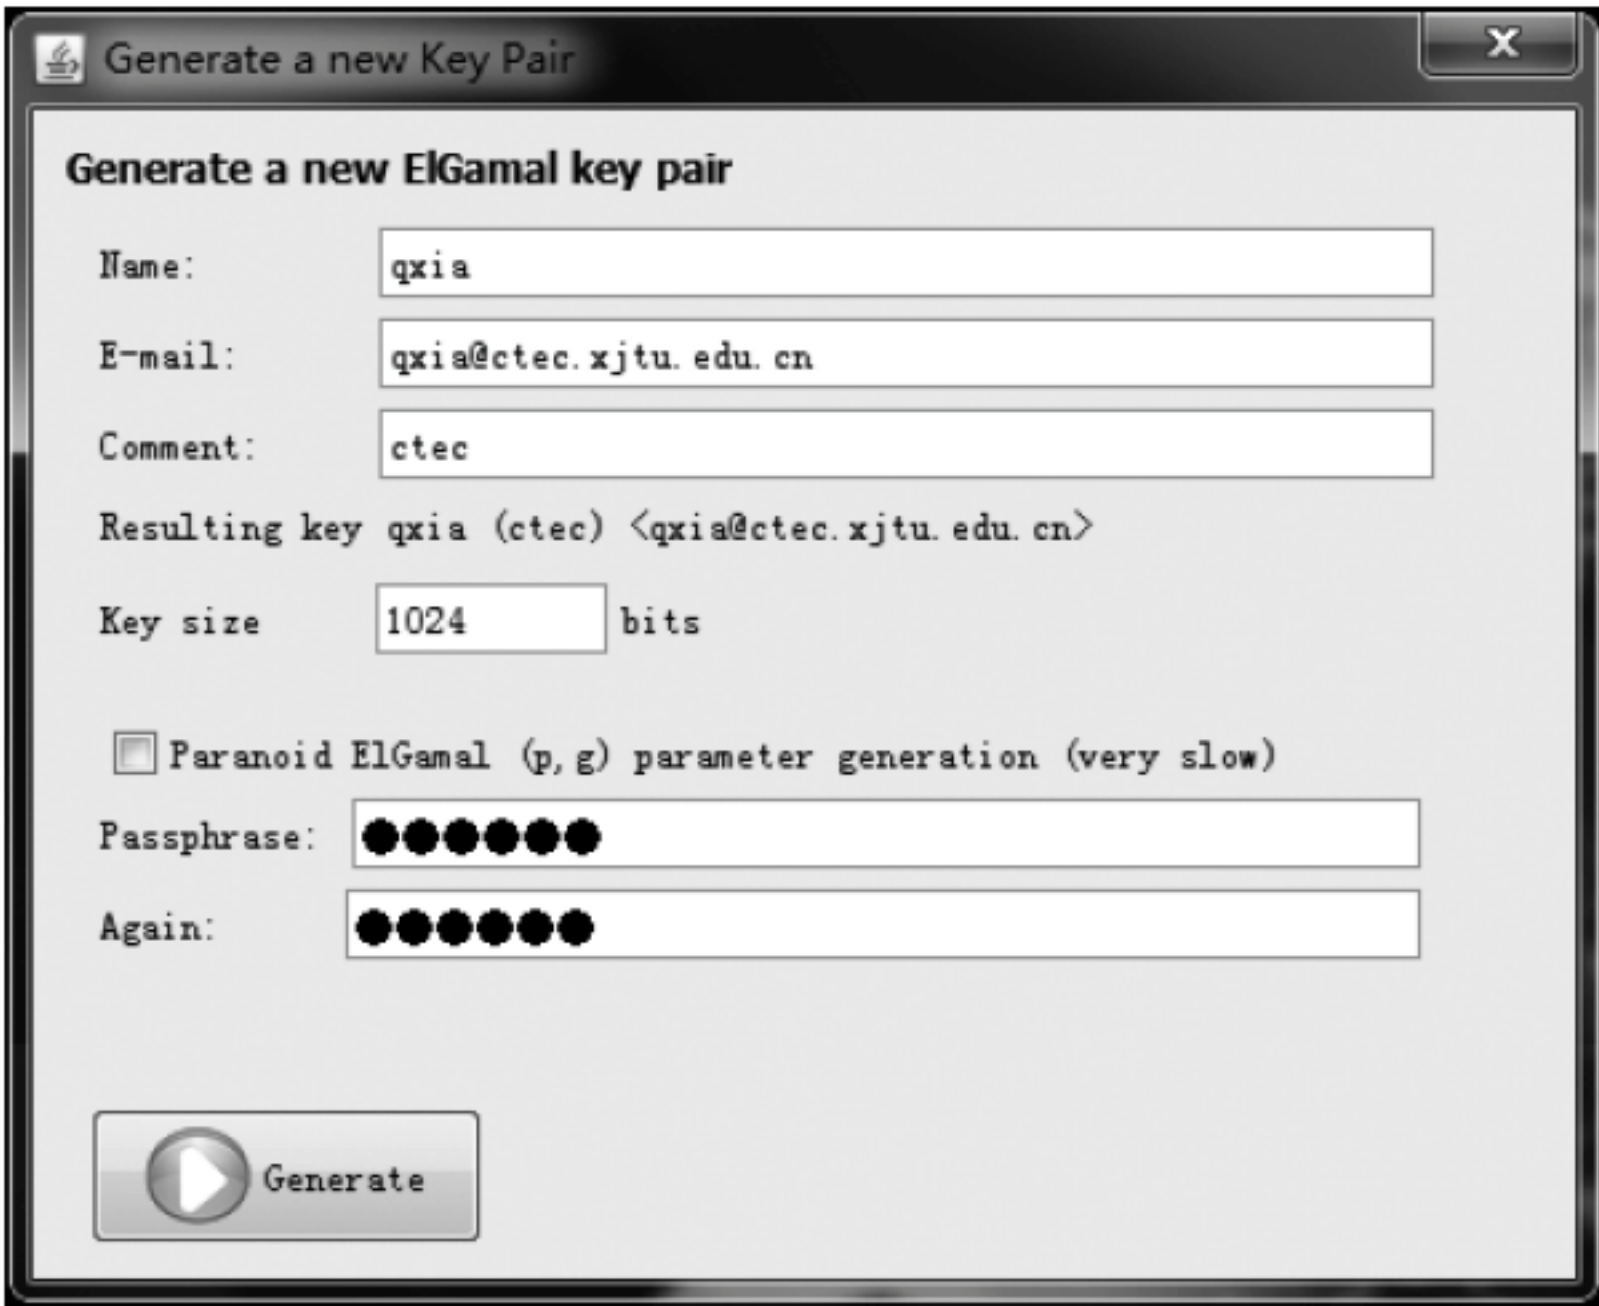 Generate a new Key Pair
Generate a new ElGamal key pair
Name: qxia
E-mail: qxia@ctec.xjtu.edu.cn
Comment: ctec
Resulting key qxia (ctec) <qxia@ctec.xjtu.edu.cn>
Key size 1024 bits
Paranoid ElGamal (p,g) parameter generation (very slow)
Passphrase: ●●●●●●
Again: ●●●●●●
Generate